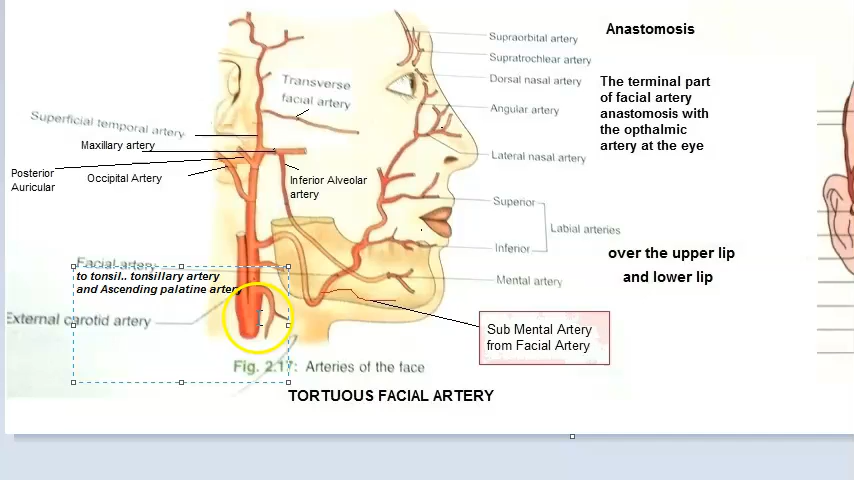 Anastomosis
Supraorbital artery
Supratrochlear artery
Dorsal nasal artery
The terminal part
of facial artery
anastomosis with
the opthalmic
artery at the eye
Transverse
facial artery
Angular artery
Superficial temporal artery
Maxillary artery
Lateral nasal artery
Posterior
Auricular
Occipital Artery
Inferior Alveolar
artery
Superior
Labial arteries
Inferior
over the upper lip
and lower lip
Facial artery
to tonsil.. tonsillary artery
and Ascending palatine artery
Mental artery
External carotid artery
Sub Mental Artery
from Facial Artery
Fig. 2.17: Arteries of the face
TORTUOUS FACIAL ARTERY